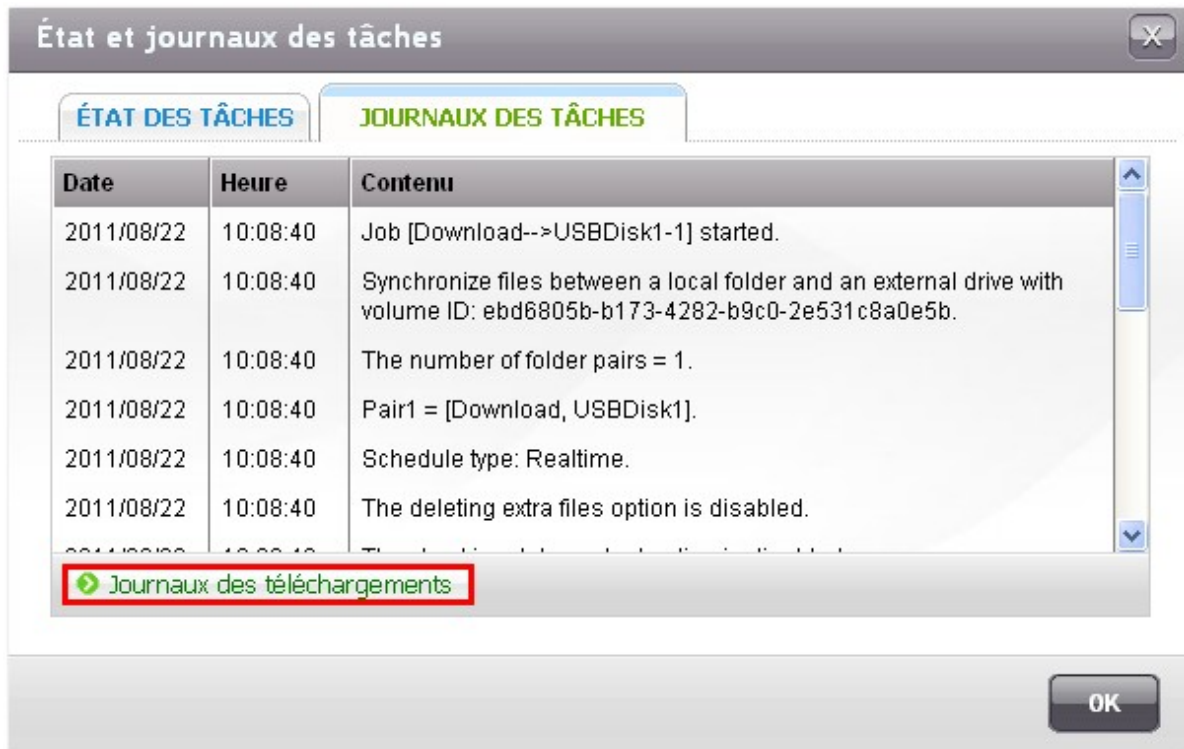 État et journaux des tâches
X
ÉTAT DES TÂCHES
JOURNAUX DES TÂCHES
Date Heure Contenu
2011/08/22 10:08:40 Job [Download-->USBDisk1-1] started.
2011/08/22 10:08:40 Synchronize files between a local folder and an external drive with
volume ID: ebd6805b-b173-4282-b9c0-2e531c8a0e5b.
2011/08/22 10:08:40 The number of folder pairs = 1.
2011/08/22 10:08:40 Pair1 = [Download, USBDisk1].
2011/08/22 10:08:40 Schedule type: Realtime.
2011/08/22 10:08:40 The deleting extra files option is disabled.
Journaux des téléchargements
OK